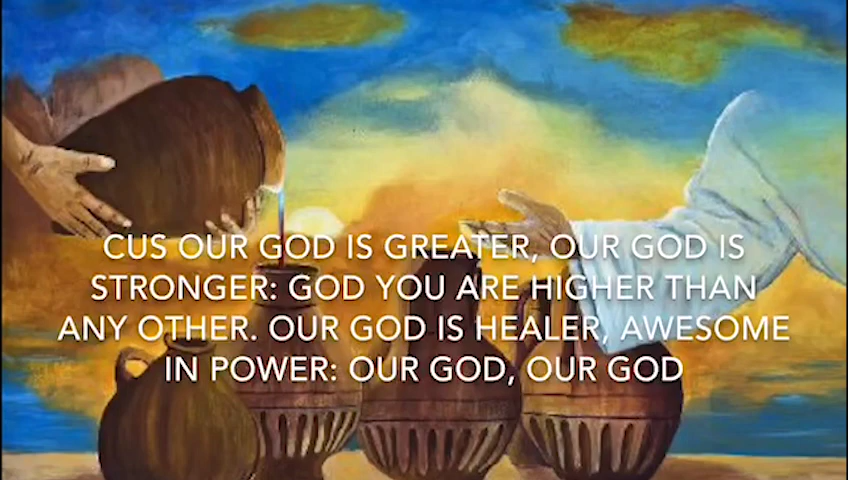 CUS OUR GOD IS GREATER, OUR GOD IS
STRONGER: GOD YOU ARE HIGHER THAN
ANY OTHER. OUR GOD IS HEALER, AWESOME
IN POWER: OUR GOD, OUR GOD